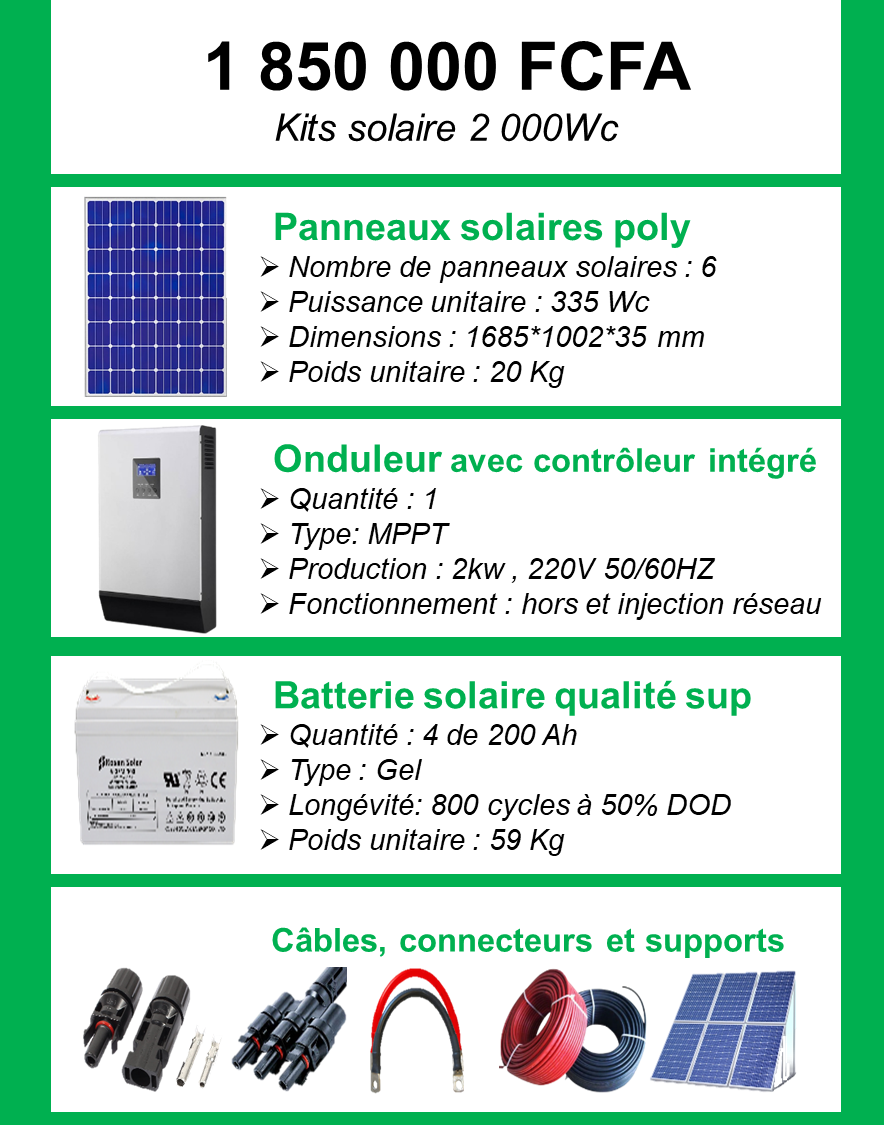 1 850 000 FCFA
Kits solaire 2 000Wc
Panneaux solaires poly
➢ Nombre de panneaux solaires : 6
➢ Puissance unitaire : 335 Wc
➢ Dimensions : 1685*1002*35 mm
➢ Poids unitaire : 20 Kg
Onduleur avec contrôleur intégré
➢ Quantité : 1
➢ Type: MPPT
➢ Production : 2kw , 220V 50/60HZ
➢ Fonctionnement : hors et injection réseau
Batterie solaire qualité sup
➢ Quantité : 4 de 200 Ah
➢ Type : Gel
➢ Longévité: 800 cycles à 50% DOD
➢ Poids unitaire : 59 Kg
Solar
CE
Câbles, connecteurs et supports